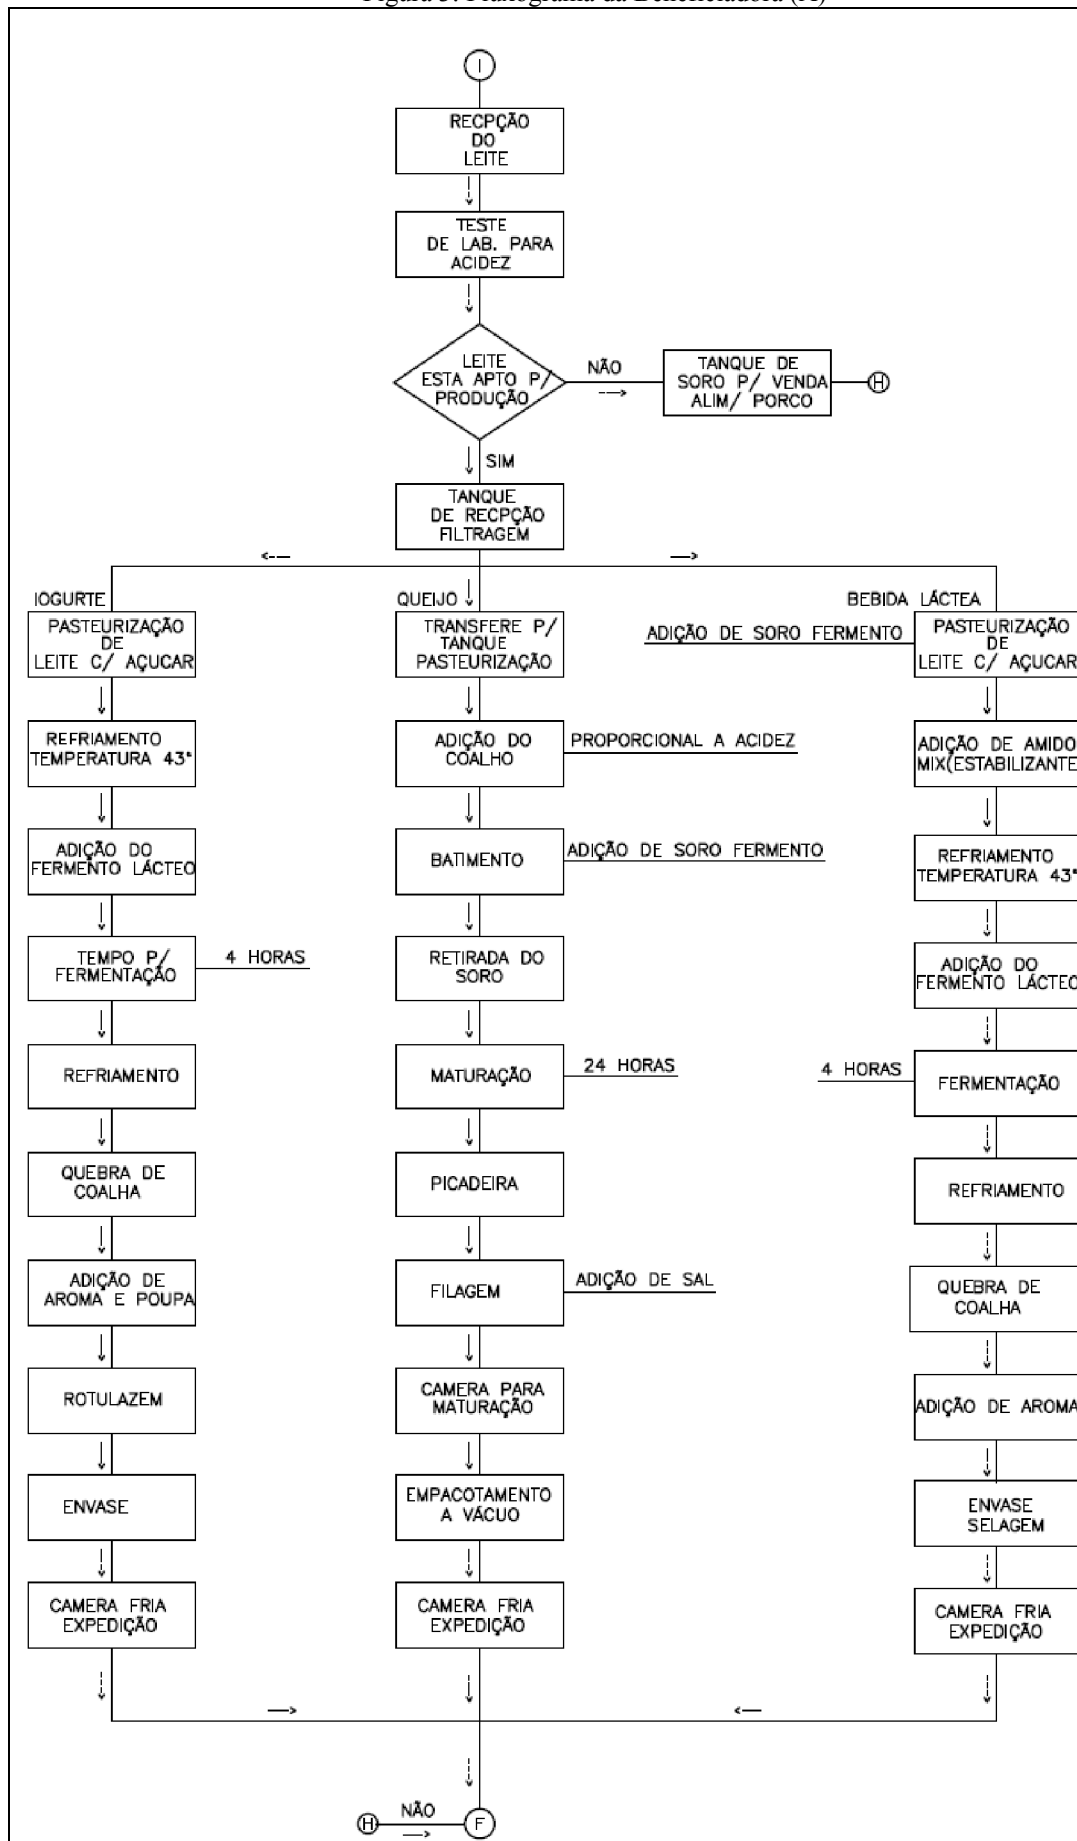 Figura 3: Fluxograma da Beneficiadora (A)
I
RECPÇÃO
DO
LEITE
TESTE
DE LAB. PARA
ACIDEZ
LEITE
ESTA APTO P/
PRODUÇÃO
NÃO
TANQUE DE
SORO P/ VENDA
ALIM/ PORCO
H
SIM
TANQUE
DE RECPÇÃO
FILTRAGEM
IOGURTE
PASTEURIZAÇÃO
DE
LEITE C/ AÇUCAR
REFRIAMENTO
TEMPERATURA 43°
ADIÇÃO DO
FERMENTO LÁCTEO
TEMPO P/
FERMENTAÇÃO
4 HORAS
REFRIAMENTO
QUEBRA DE
COALHA
ADIÇÃO DE
AROMA E POUPA
ROTULAZEM
ENVASE
CAMERA FRIA
EXPEDIÇÃO
QUEIJO
TRANSFERE P/
TANQUE
PASTEURIZAÇÃO
ADIÇÃO DO
COALHO
PROPORCIONAL A ACIDEZ
BATIMENTO
ADIÇÃO DE SORO FERMENTO
RETIRADA DO
SORO
MATURAÇÃO
24 HORAS
PICADEIRA
FILAGEM
ADIÇÃO DE SAL
CAMERA PARA
MATURAÇÃO
EMPACOTAMENTO
A VÁCUO
CAMERA FRIA
EXPEDIÇÃO
BEBIDA LÁCTEA
ADIÇÃO DE SORO FERMENTO
PASTEURIZAÇÃO
DE
LEITE C/ AÇUCAR
ADIÇÃO DE AMIDO
MIX(ESTABILIZANTE
REFRIAMENTO
TEMPERATURA 43°
ADIÇÃO DO
FERMENTO LÁCTEO
4 HORAS
FERMENTAÇÃO
REFRIAMENTO
QUEBRA DE
COALHA
ADIÇÃO DE AROMA
ENVASE
SELAGEM
CAMERA FRIA
EXPEDIÇÃO
H
NÃO
F